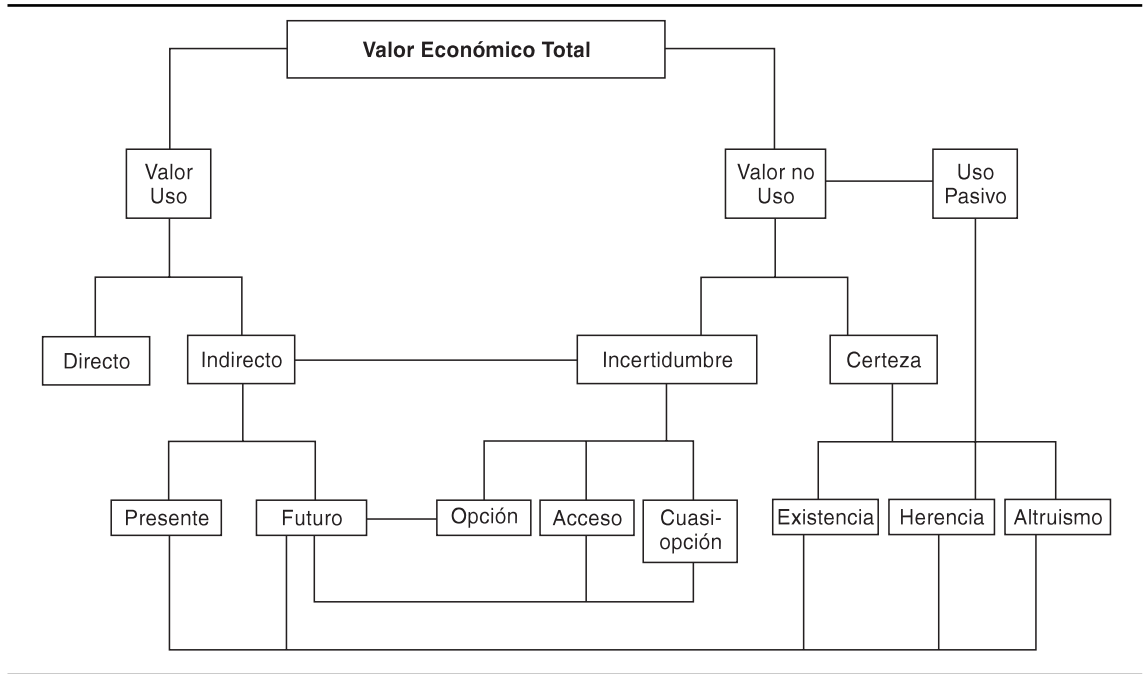 Valor Económico Total
Valor
Uso
Valor no
Uso
Uso
Pasivo
Directo
Indirecto
Incertidumbre
Certeza
Presente
Futuro
Opción
Acceso
Cuasi-
opción
Existencia
Herencia
Altruismo